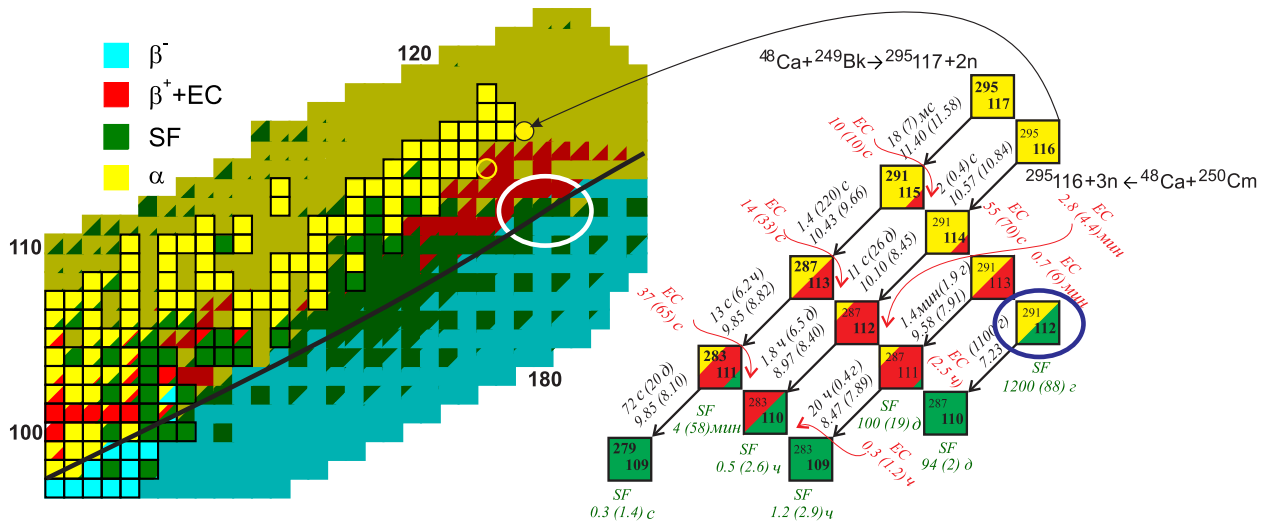 β⁻
β⁺+EC
SF
α
120
110
100
180
⁴⁸Ca+²⁴⁹Bk→²⁹⁵117+2n
295
117
18 (7) мс
11.40 (11.58)
EC
10 (10) с
295
116
²⁹⁵116+3n ←⁴⁸Ca+²⁵⁰Cm
291
115
2 (0.4) с
10.57 (10.84)
1.4 (220) с
10.43 (9.66)
EC
14 (33) с
291
114
EC
55 (70) с
EC
2.8 (4.4) мин
287
113
11 с (26 д)
10.10 (8.45)
291
113
EC
0.7 (6) мин
13 с (6.2 ч)
9.85 (8.82)
EC
37 (65) с
287
112
1.4 мин(1.9 г)
9.58 (7.91)
291
112
(1100 г)
7.23
SF
1200 (88) г
283
111
1.8 ч (6.5 д)
8.97 (8.40)
287
111
EC
(2.5 ч)
72 с (20 д)
9.85 (8.10)
SF
4 (58) мин
283
110
20 ч (0.4 г)
8.47 (7.89)
SF
100 (19) д
287
110
SF
94 (2) д
279
109
SF
0.3 (1.4) с
SF
0.5 (2.6) ч
283
109
EC
0.3 (1.2) ч
SF
1.2 (2.9) ч